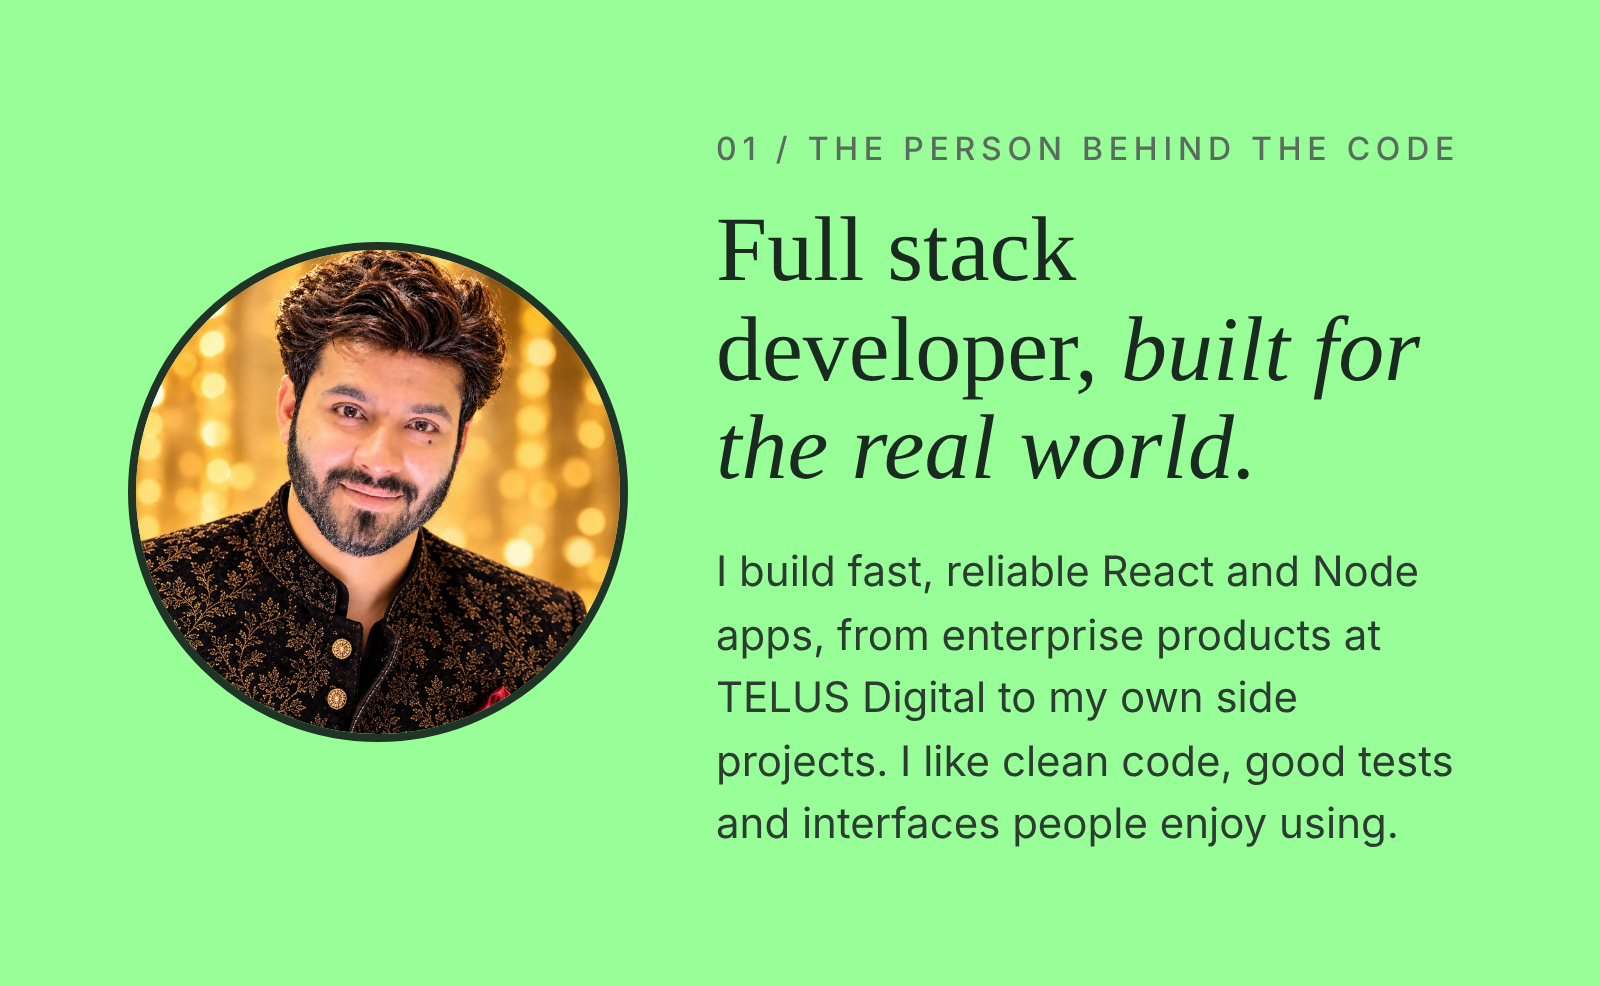 01 / THE PERSON BEHIND THE CODE
Full stack
developer, built for
the real world.
I build fast, reliable React and Node
apps, from enterprise products at
TELUS Digital to my own side
projects. I like clean code, good tests
and interfaces people enjoy using.